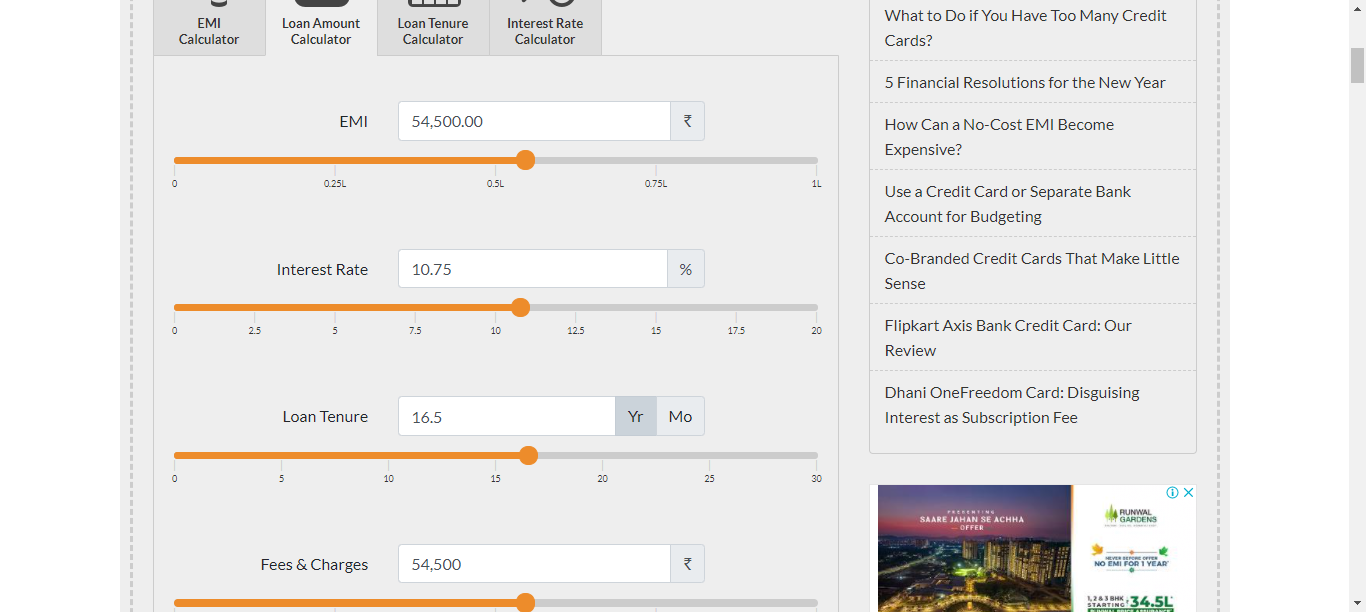 EMI
Calculator
Loan Amount
Calculator
Loan Tenure
Calculator
Interest Rate
Calculator
EMI
54,500.00
₹
0
0.25L
0.5L
0.75L
1L
Interest Rate
10.75
%
0
2.5
5
7.5
10
12.5
15
17.5
20
Loan Tenure
16.5
Yr
Mo
0
5
10
15
20
25
30
Fees & Charges
54,500
₹
What to Do if You Have Too Many Credit
Cards?
5 Financial Resolutions for the New Year
How Can a No-Cost EMI Become
Expensive?
Use a Credit Card or Separate Bank
Account for Budgeting
Co-Branded Credit Cards That Make Little
Sense
Flipkart Axis Bank Credit Card: Our
Review
Dhani OneFreedom Card: Disguising
Interest as Subscription Fee
PRESENTING
SAARE JAHAN SE ACHHA
OFFER
RUNWAL
GARDENS
NEVER BEFORE OFFER
NO EMI FOR 1 YEAR*
1, 2 & 3 BHK
STARTING ₹34.5L*